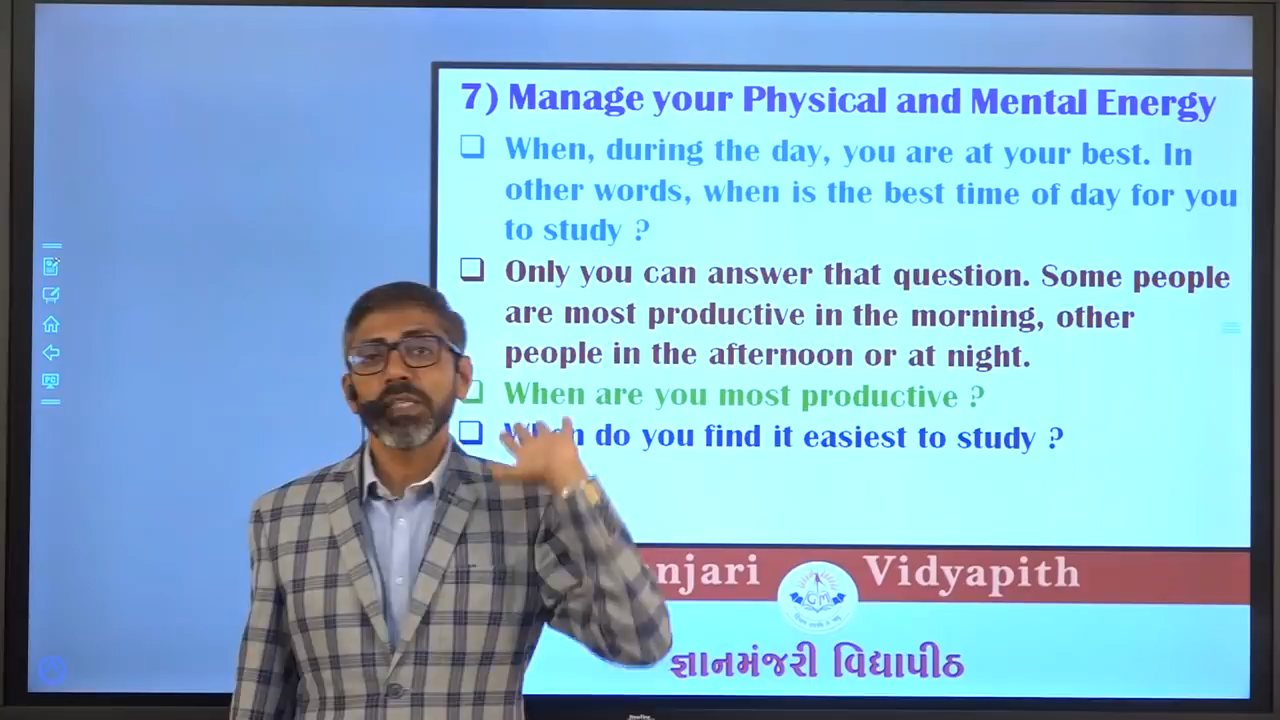 7) Manage your Physical and Mental Energy
When, during the day, you are at your best. In
other words, when is the best time of day for you
to study ?
Only you can answer that question. Some people
are most productive in the morning, other
people in the afternoon or at night.
When are you most productive ?
do you find it easiest to study ?
Vidyapith
GM
જ્ઞાનમંજરી વિદ્યાપીઠ